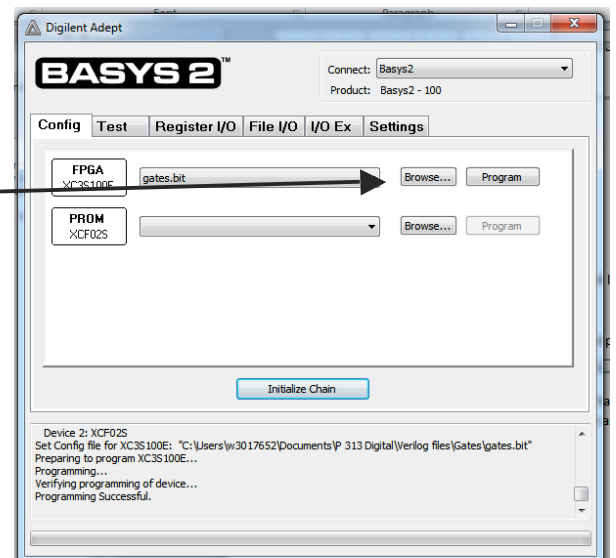 Digilent Adept
BASYS 2™
Connect: Basys2
Product: Basys2 - 100
Config Test Register I/O File I/O I/O Ex Settings
FPGA
XC3S100E
gates.bit
Browse... Program
PROM
XCF02S
Browse... Program
Initialize Chain
Device 2: XCF02S
Set Config file for XC3S100E: "C:\Users\w3017652\Documents\P 313 Digital\Verilog files\Gates\gates.bit"
Preparing to program XC3S100E...
Programming...
Verifying programming of device...
Programming Successful.